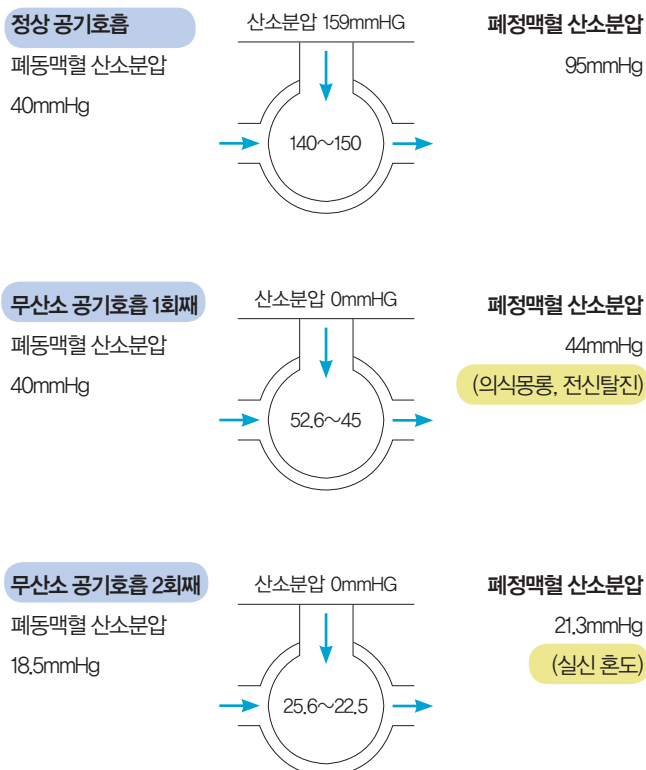 정상 공기호흡
폐동맥혈 산소분압
40mmHg
산소분압 159mmHG
140~150
폐정맥혈 산소분압
95mmHg
무산소 공기호흡 1회째
폐동맥혈 산소분압
40mmHg
산소분압 0mmHG
52.6~45
폐정맥혈 산소분압
44mmHg
(의식몽롱, 전신탈진)
무산소 공기호흡 2회째
폐동맥혈 산소분압
18.5mmHg
산소분압 0mmHG
25.6~22.5
폐정맥혈 산소분압
21.3mmHg
(실신 혼도)